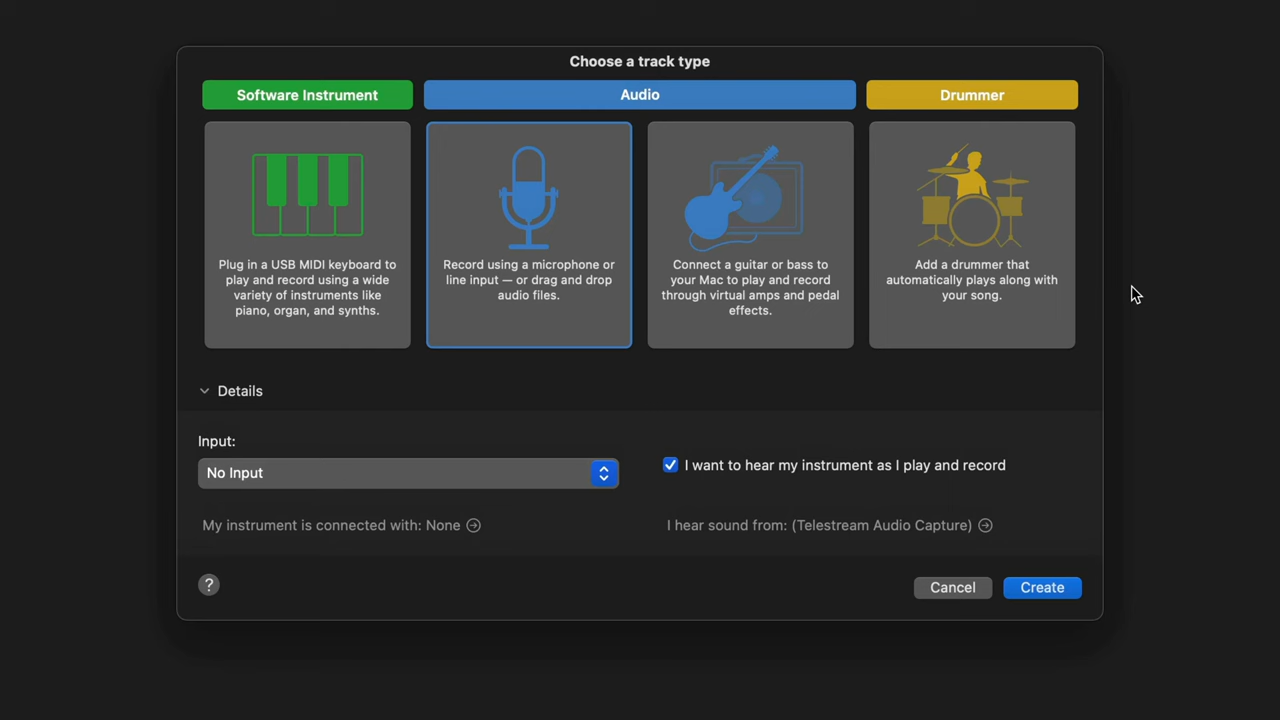 Choose a track type
Software Instrument
Audio
Drummer
Plug in a USB MIDI keyboard to
play and record using a wide
variety of instruments like
piano, organ, and synths.
Record using a microphone or
line input — or drag and drop
audio files.
Connect a guitar or bass to
your Mac to play and record
through virtual amps and pedal
effects.
Add a drummer that
automatically plays along with
your song.
Details
Input:
No Input
I want to hear my instrument as I play and record
My instrument is connected with: None
I hear sound from: (Telestream Audio Capture)
?
Cancel
Create